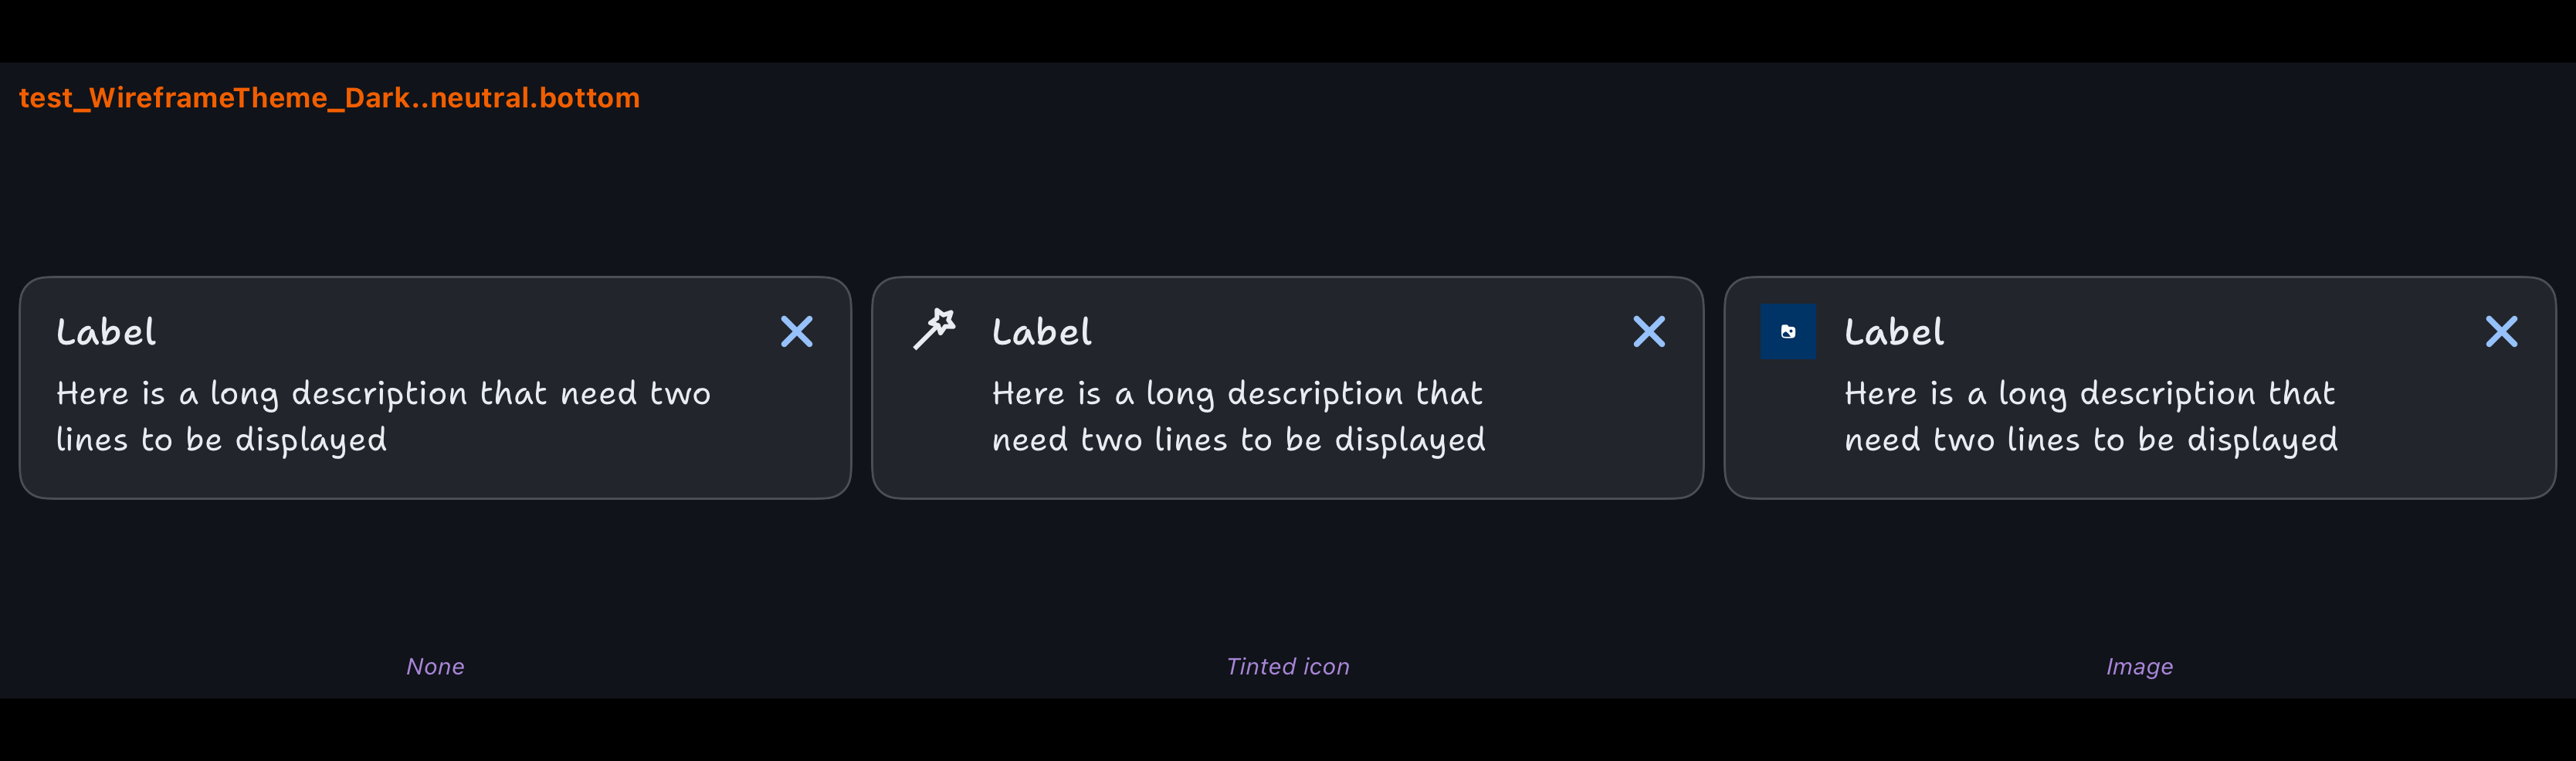 test_WireframeTheme_Dark..neutral.bottom
Label
Here is a long description that need two
lines to be displayed
Label
Here is a long description that
need two lines to be displayed
Label
Here is a long description that
need two lines to be displayed
None
Tinted icon
Image